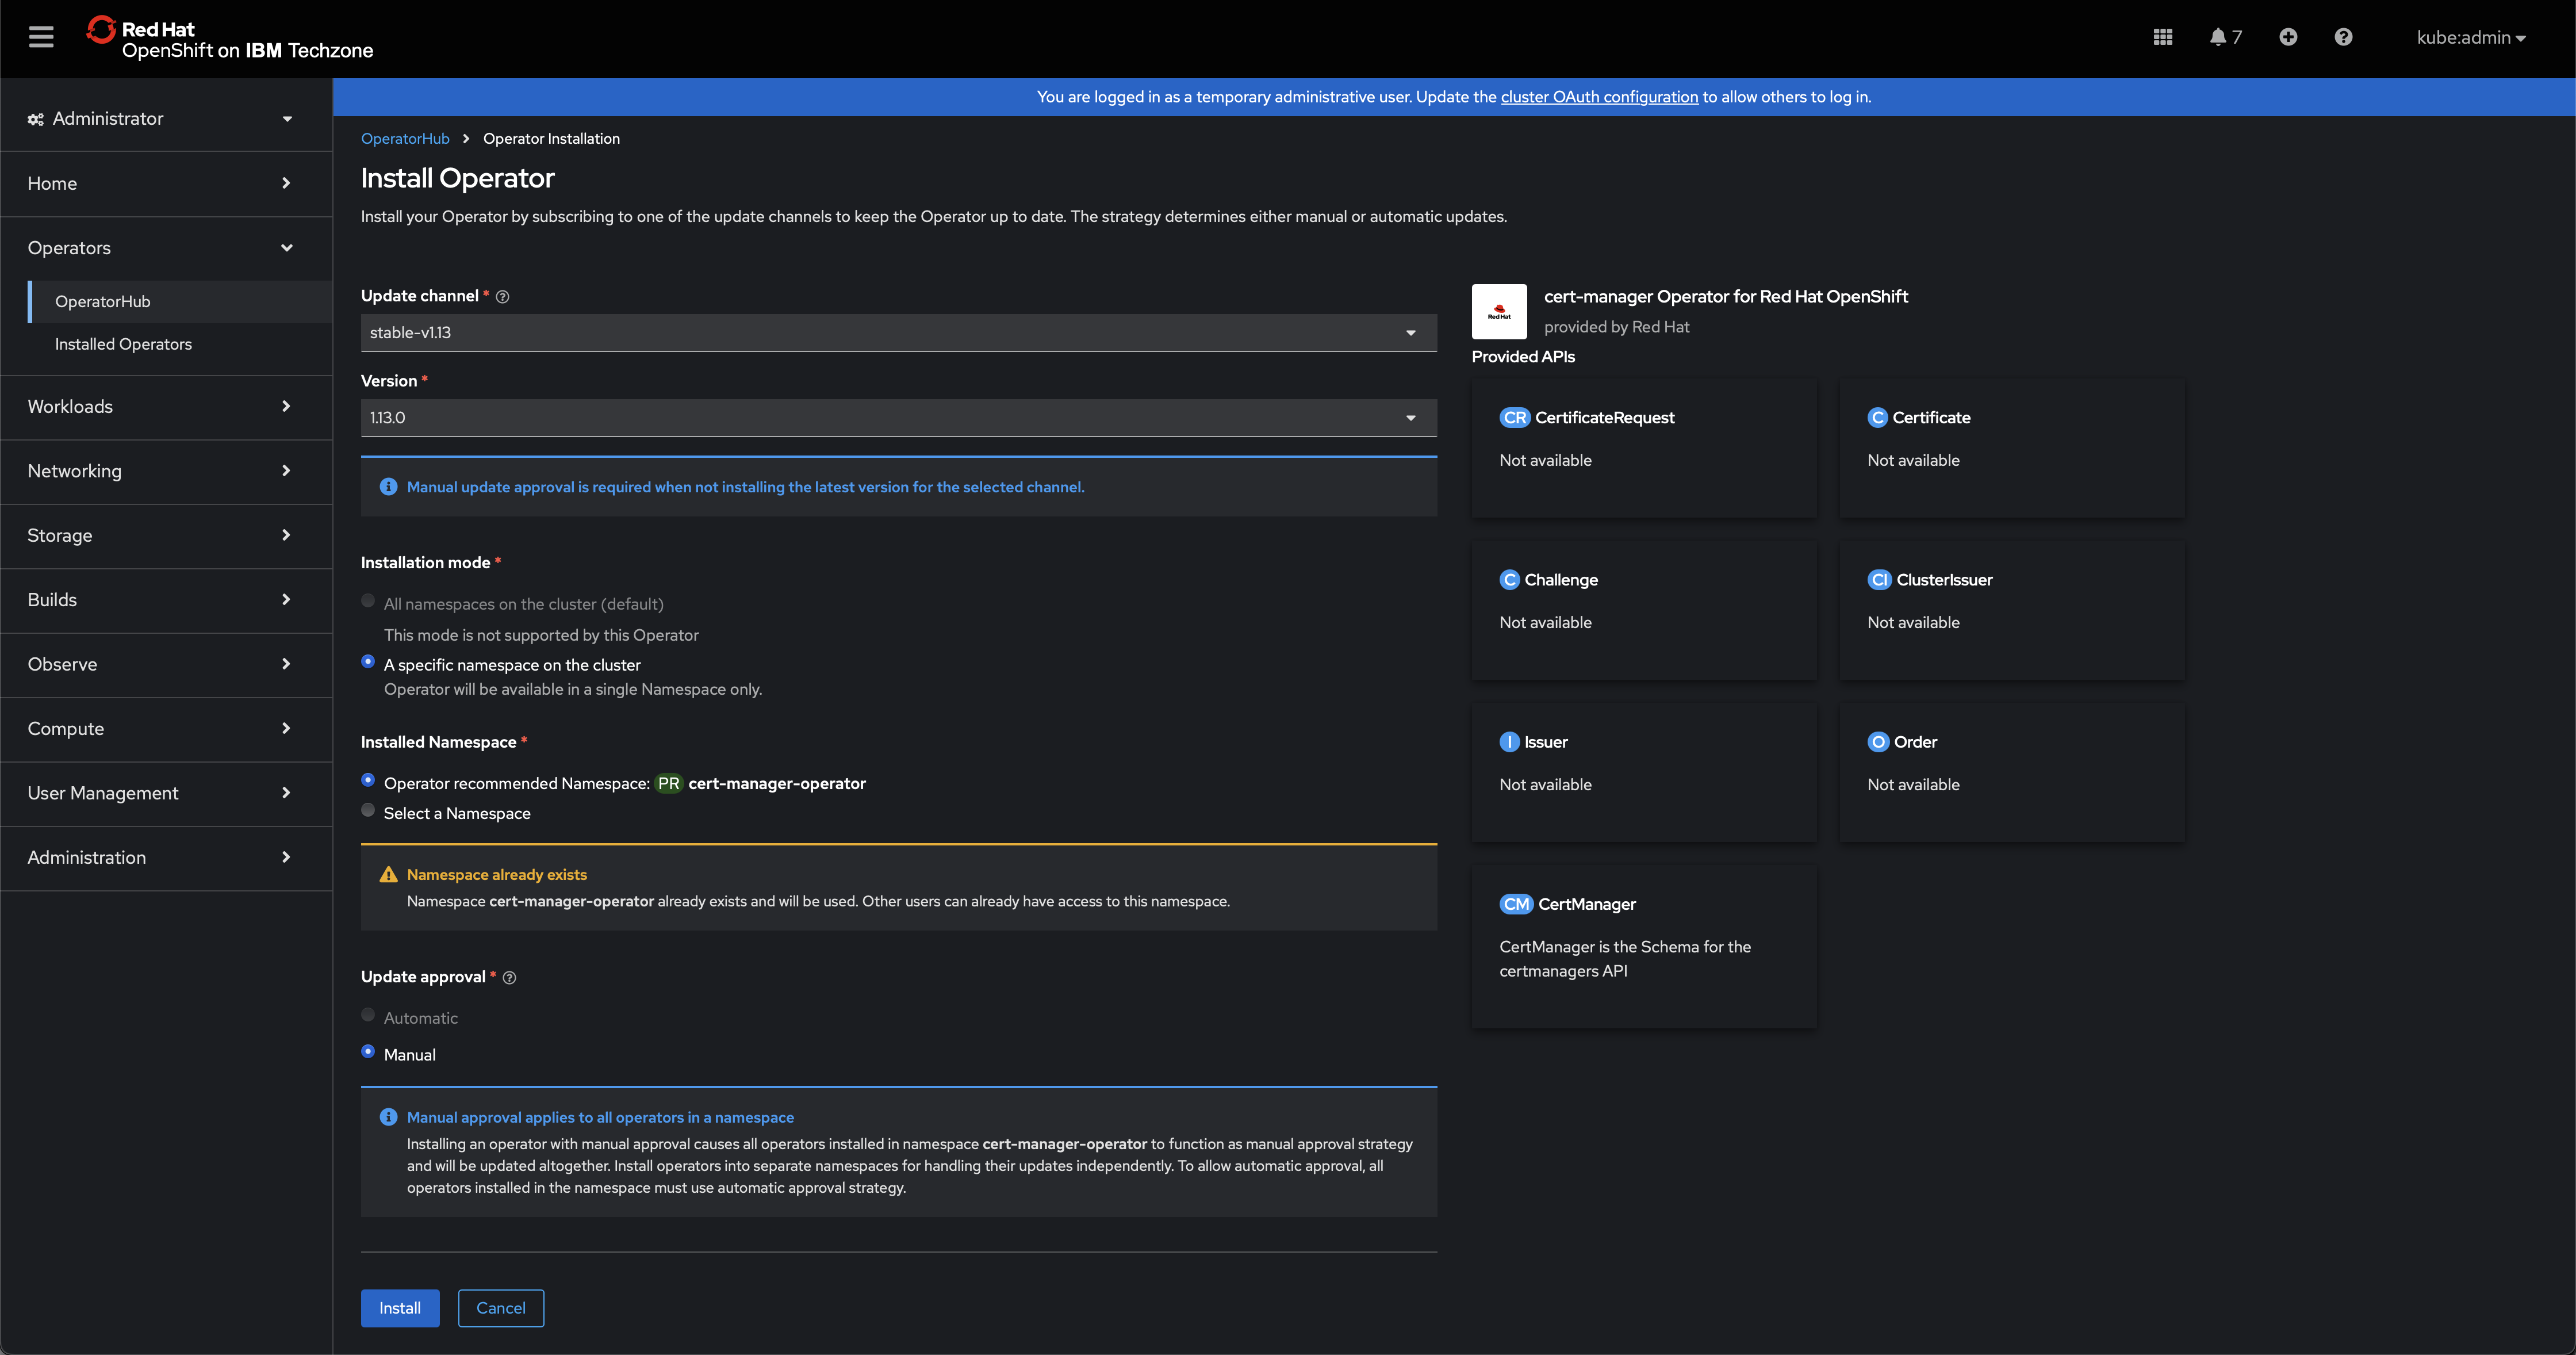 Red Hat
OpenShift on IBM Techzone
7
kube:admin
Administrator
Home
Operators
OperatorHub
Installed Operators
Workloads
Networking
Storage
Builds
Observe
Compute
User Management
Administration
You are logged in as a temporary administrative user. Update the cluster OAuth configuration to allow others to log in.
OperatorHub > Operator Installation
Install Operator
Install your Operator by subscribing to one of the update channels to keep the Operator up to date. The strategy determines either manual or automatic updates.
Update channel *
stable-v1.13
Version *
1.13.0
Manual update approval is required when not installing the latest version for the selected channel.
Installation mode *
All namespaces on the cluster (default)
This mode is not supported by this Operator
A specific namespace on the cluster
Operator will be available in a single Namespace only.
Installed Namespace *
Operator recommended Namespace: PR cert-manager-operator
Select a Namespace
Namespace already exists
Namespace cert-manager-operator already exists and will be used. Other users can already have access to this namespace.
Update approval *
Automatic
Manual
Manual approval applies to all operators in a namespace
Installing an operator with manual approval causes all operators installed in namespace cert-manager-operator to function as manual approval strategy
and will be updated altogether. Install operators into separate namespaces for handling their updates independently. To allow automatic approval, all
operators installed in the namespace must use automatic approval strategy.
Install
Cancel
Red Hat
cert-manager Operator for Red Hat OpenShift
provided by Red Hat
Provided APIs
CR CertificateRequest
Not available
C Certificate
Not available
C Challenge
Not available
CI ClusterIssuer
Not available
I Issuer
Not available
O Order
Not available
CM CertManager
CertManager is the Schema for the
certmanagers API